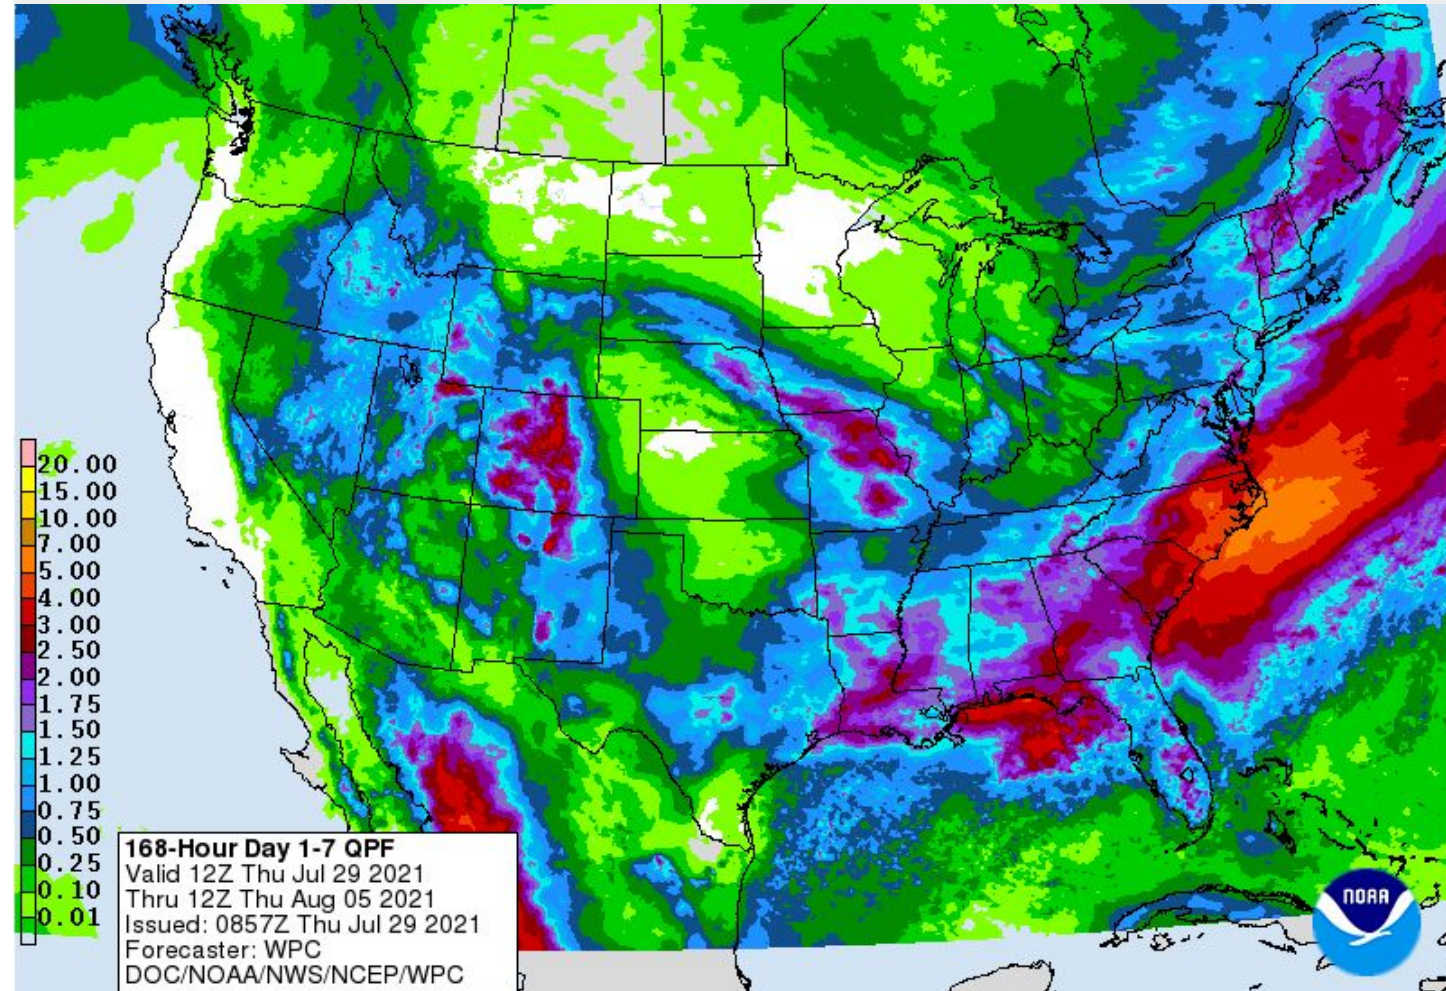 20.00
15.00
10.00
7.00
5.00
4.00
3.00
2.50
2.00
1.75
1.50
1.25
1.00
0.75
0.50
0.25
0.10
0.01
168-Hour Day 1-7 QPF
Valid 12Z Thu Jul 29 2021
Thru 12Z Thu Aug 05 2021
Issued: 0857Z Thu Jul 29 2021
Forecaster: WPC
DOC/NOAA/NWS/NCEP/WPC
NOAA